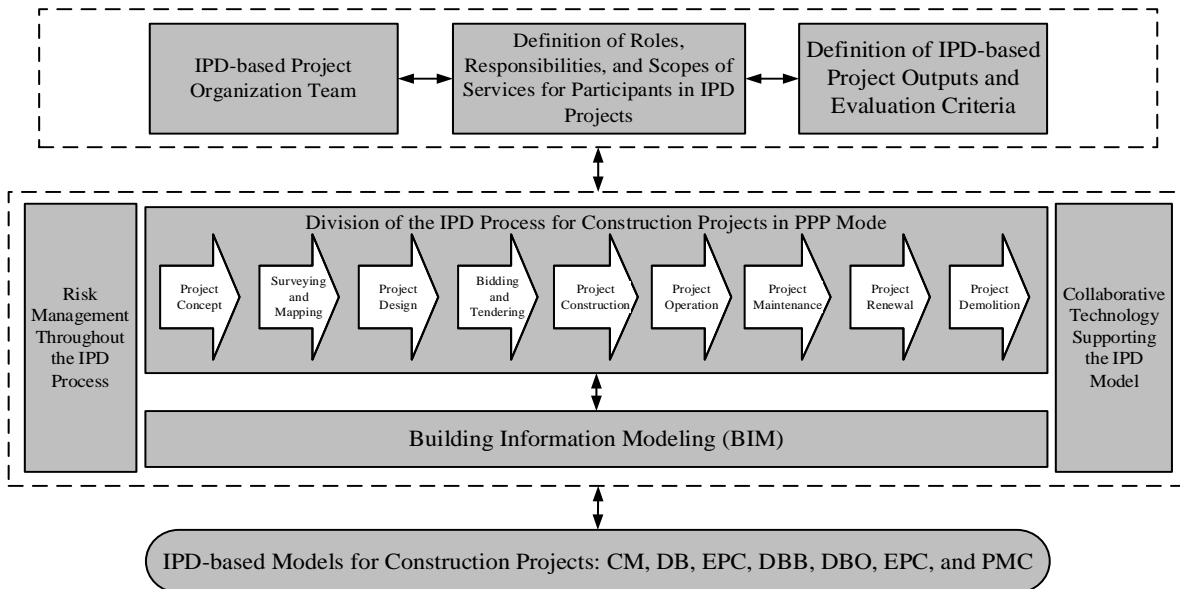 IPD-based Project
Organization Team
Definition of Roles,
Responsibilities, and Scopes of
Services for Participants in IPD
Projects
Definition of IPD-based
Project Outputs and
Evaluation Criteria
Risk
Management
Throughout
the IPD
Process
Division of the IPD Process for Construction Projects in PPP Mode
Project
Concept
Surveying
and
Mapping
Project
Design
Bidding
and
Tendering
Project
Construction
Project
Operation
Project
Maintenance
Project
Renewal
Project
Demolition
Building Information Modeling (BIM)
Collaborative
Technology
Supporting
the IPD
Model
IPD-based Models for Construction Projects: CM, DB, EPC, DBB, DBO, EPC, and PMC